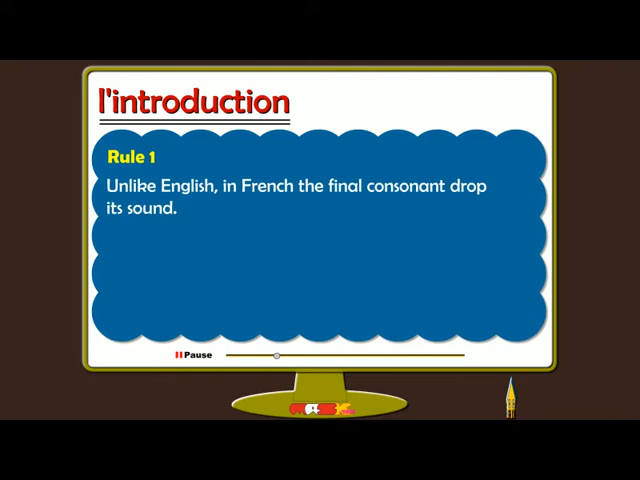 l'introduction
Rule 1
Unlike English, in French the final consonant drop
its sound.
Pause